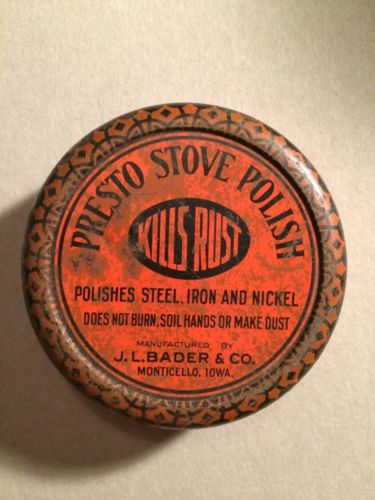 PRESTO STOVE POLISH
KILLS RUST
POLISHES STEEL, IRON AND NICKEL
DOES NOT BURN, SOIL HANDS OR MAKE DUST
MANUFACTURED BY
J. L. BADER & CO.
MONTICELLO, IOWA.